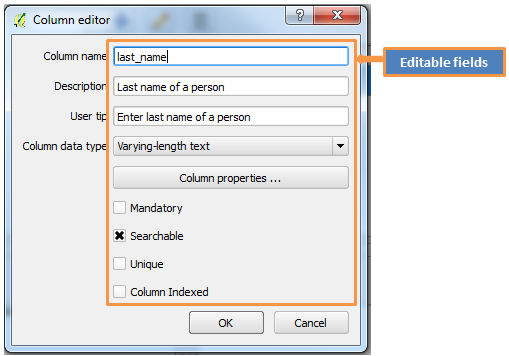 Column editor
Column name last_name
Editable fields
Description Last name of a person
User tip Enter last name of a person
Column data type Varying-length text
Column properties ...
Mandatory
Searchable
Unique
Column Indexed
OK Cancel